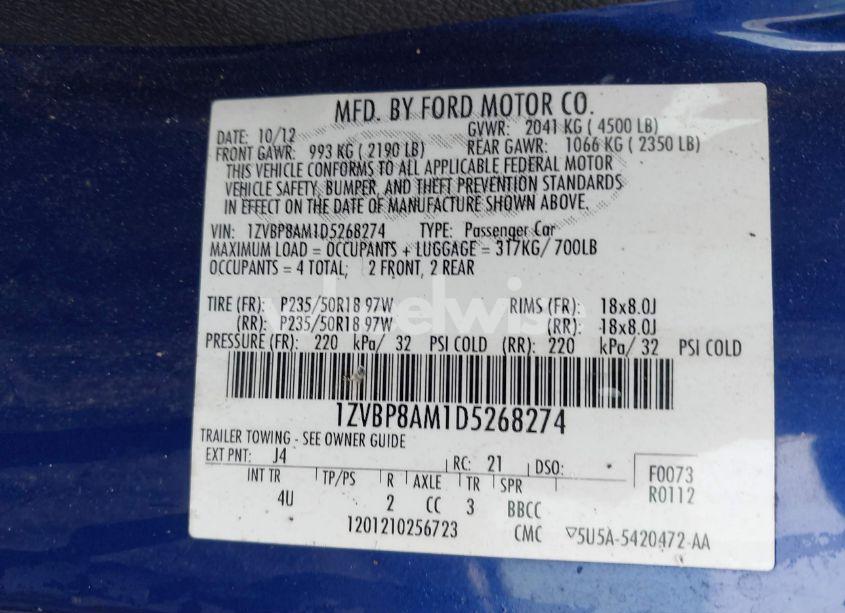 MFD. BY FORD MOTOR CO.
DATE: 10/12 GVWR: 2041 KG ( 4500 LB)
FRONT GAWR: 993 KG ( 2190 LB) REAR GAWR: 1066 KG ( 2350 LB)
THIS VEHICLE CONFORMS TO ALL APPLICABLE FEDERAL MOTOR
VEHICLE SAFETY, BUMPER, AND THEFT PREVENTION STANDARDS
IN EFFECT ON THE DATE OF MANUFACTURE SHOWN ABOVE.
VIN: 1ZVBP8AM1D5268274 TYPE: Passenger Car
MAXIMUM LOAD = OCCUPANTS + LUGGAGE = 317KG/ 700LB
OCCUPANTS = 4 TOTAL; 2 FRONT, 2 REAR
TIRE (FR): P235/50R18 97W RIMS (FR): 18x8.0J
(RR): P235/50R18 97W (RR): 18x8.0J
PRESSURE (FR): 220 kPa/ 32 PSI COLD (RR): 220 kPa/ 32 PSI COLD
1ZVBP8AM1D5268274
TRAILER TOWING - SEE OWNER GUIDE
EXT PNT: J4 RC: 21 DSO: F0073
INT TR TP/PS R AXLE TR SPR R0112
4U 2 CC 3 BBCC
1201210256723 CMC ▽5U5A-5420472-AA